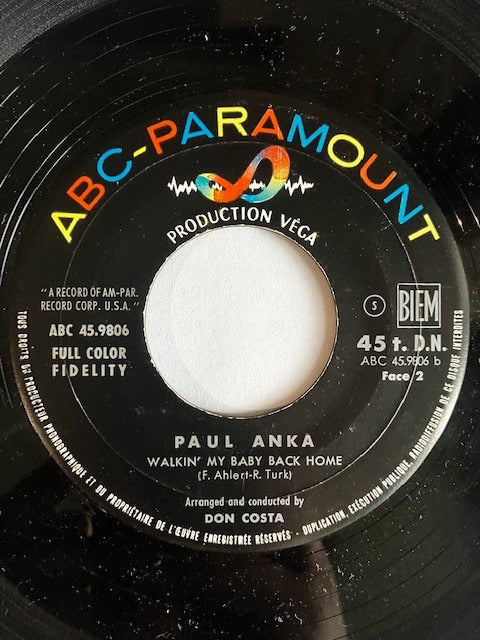 ABC-PARAMOUNT
PRODUCTION VÉGA
"A RECORD OF AM-PAR.
RECORD CORP. U.S.A."
ABC 45.9806
FULL COLOR
FIDELITY
S
BIEM
45 t. D.N.
ABC 45.9806 b
Face 2
PAUL ANKA
WALKIN' MY BABY BACK HOME
(F. Ahlert-R. Turk)
Arranged and conducted by
DON COSTA
TOUS DROITS DU PRODUCTEUR PHONOGRAPHIQUE ET DU PROPRIÉTAIRE DE L'ŒUVRE ENREGISTRÉE RÉSERVÉS - DUPLICATION, EXÉCUTION PUBLIQUE, RADIODIFFUSION DE CE DISQUE INTERDITES